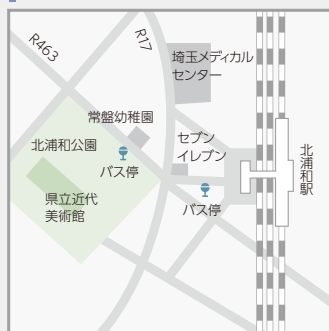 R463
R17
埼玉メディカル
センター
常盤幼稚園
北浦和公園
バス停
セブン
イレブン
北浦和駅
県立近代
美術館
バス停